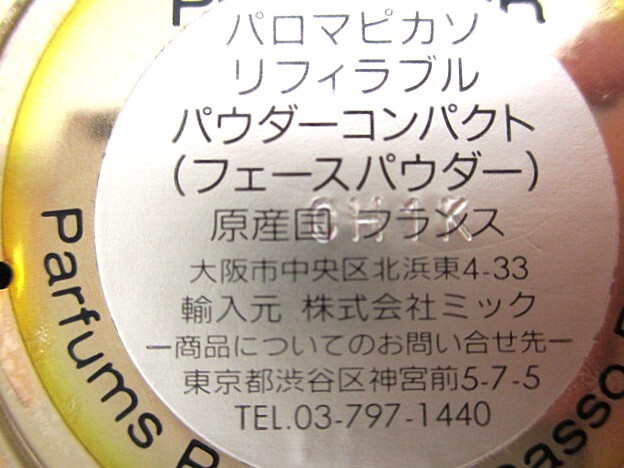 パロマピカソ
リフィラブル
パウダーコンパクト
(フェースパウダー)
原産国 フランス
大阪市中央区北浜東4-33
輸入元 株式会社ミック
ー商品についてのお問い合せ先ー
東京都渋谷区神宮前5-7-5
TEL.03-797-1440
Parfums